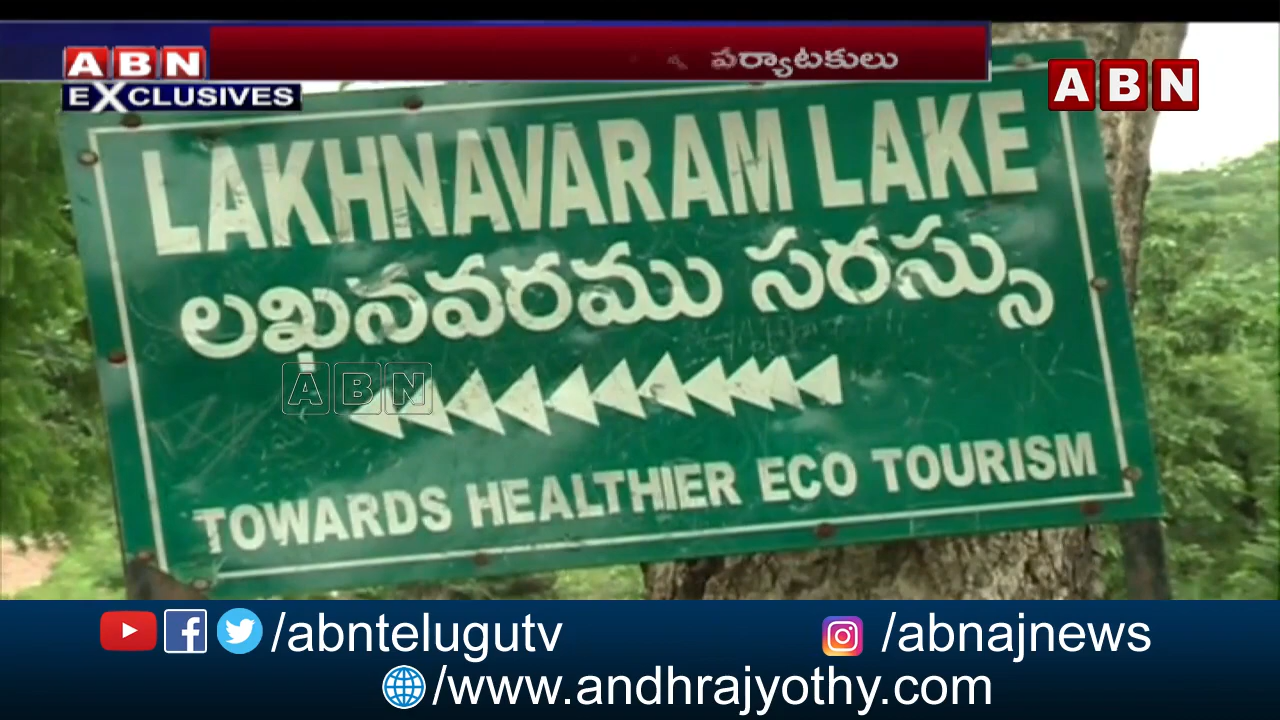 పర్యాటకులు
ABN
EXCLUSIVES
ABN
LAKHNAVARAM LAKE
లఖినవరము సరస్సు
ABN
TOWARDS HEALTHIER ECO TOURISM
/abntelugutv
/abnajnews
/www.andhrajyothy.com